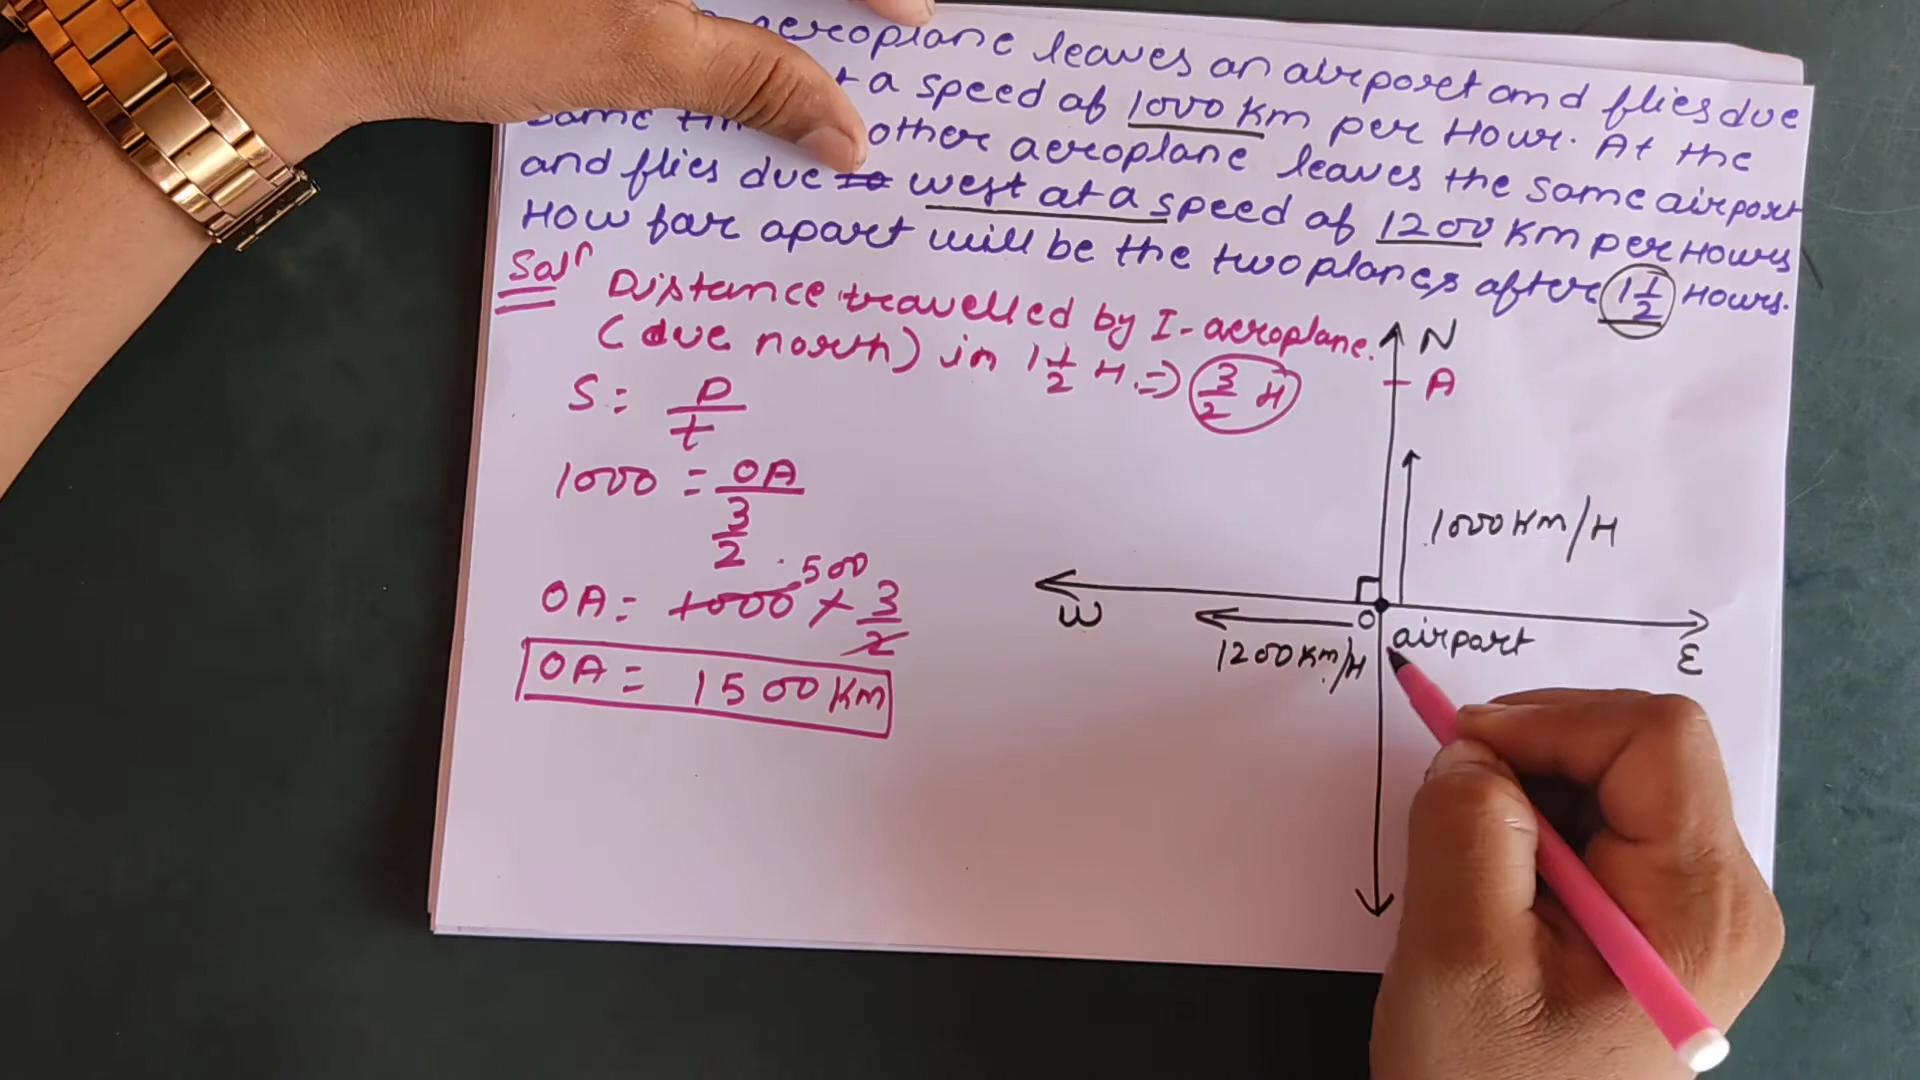 aeroplane leaves an airport and flies due
a speed of 1000 Km per Hour. At the
same other aeroplane leaves the same airport
and flies due west at a speed of 1200 Km per Hours
How far apart will be the two planes after 1 1/2 Hours.
Solⁿ Distance travelled by I-aeroplane.
(due north) in 1 1/2 H. => 3/2 H
S = D/t
1000 = OA / (3/2)
500
OA = 1000 × 3/2
OA = 1500 Km
N
A
1000 Km/H
W
O
airport
1200 Km/H
E